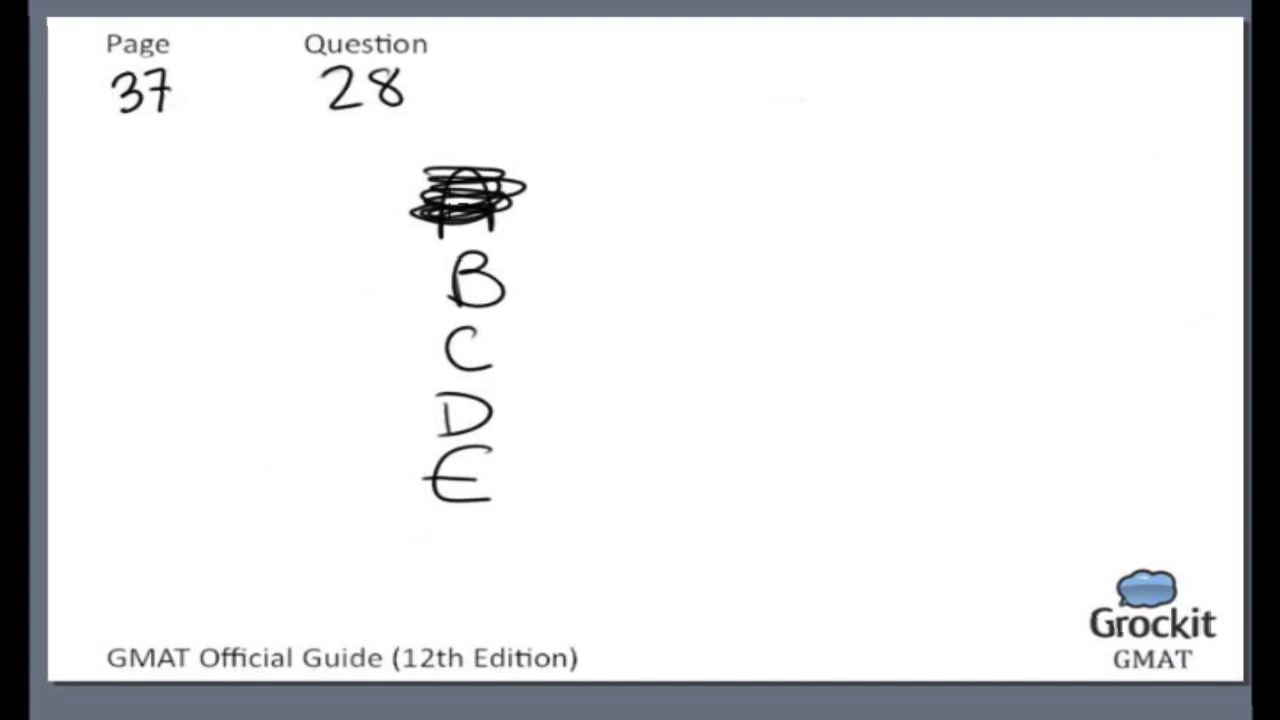 Page Question
37 28
B
C
D
E
Grockit
GMAT
GMAT Official Guide (12th Edition)